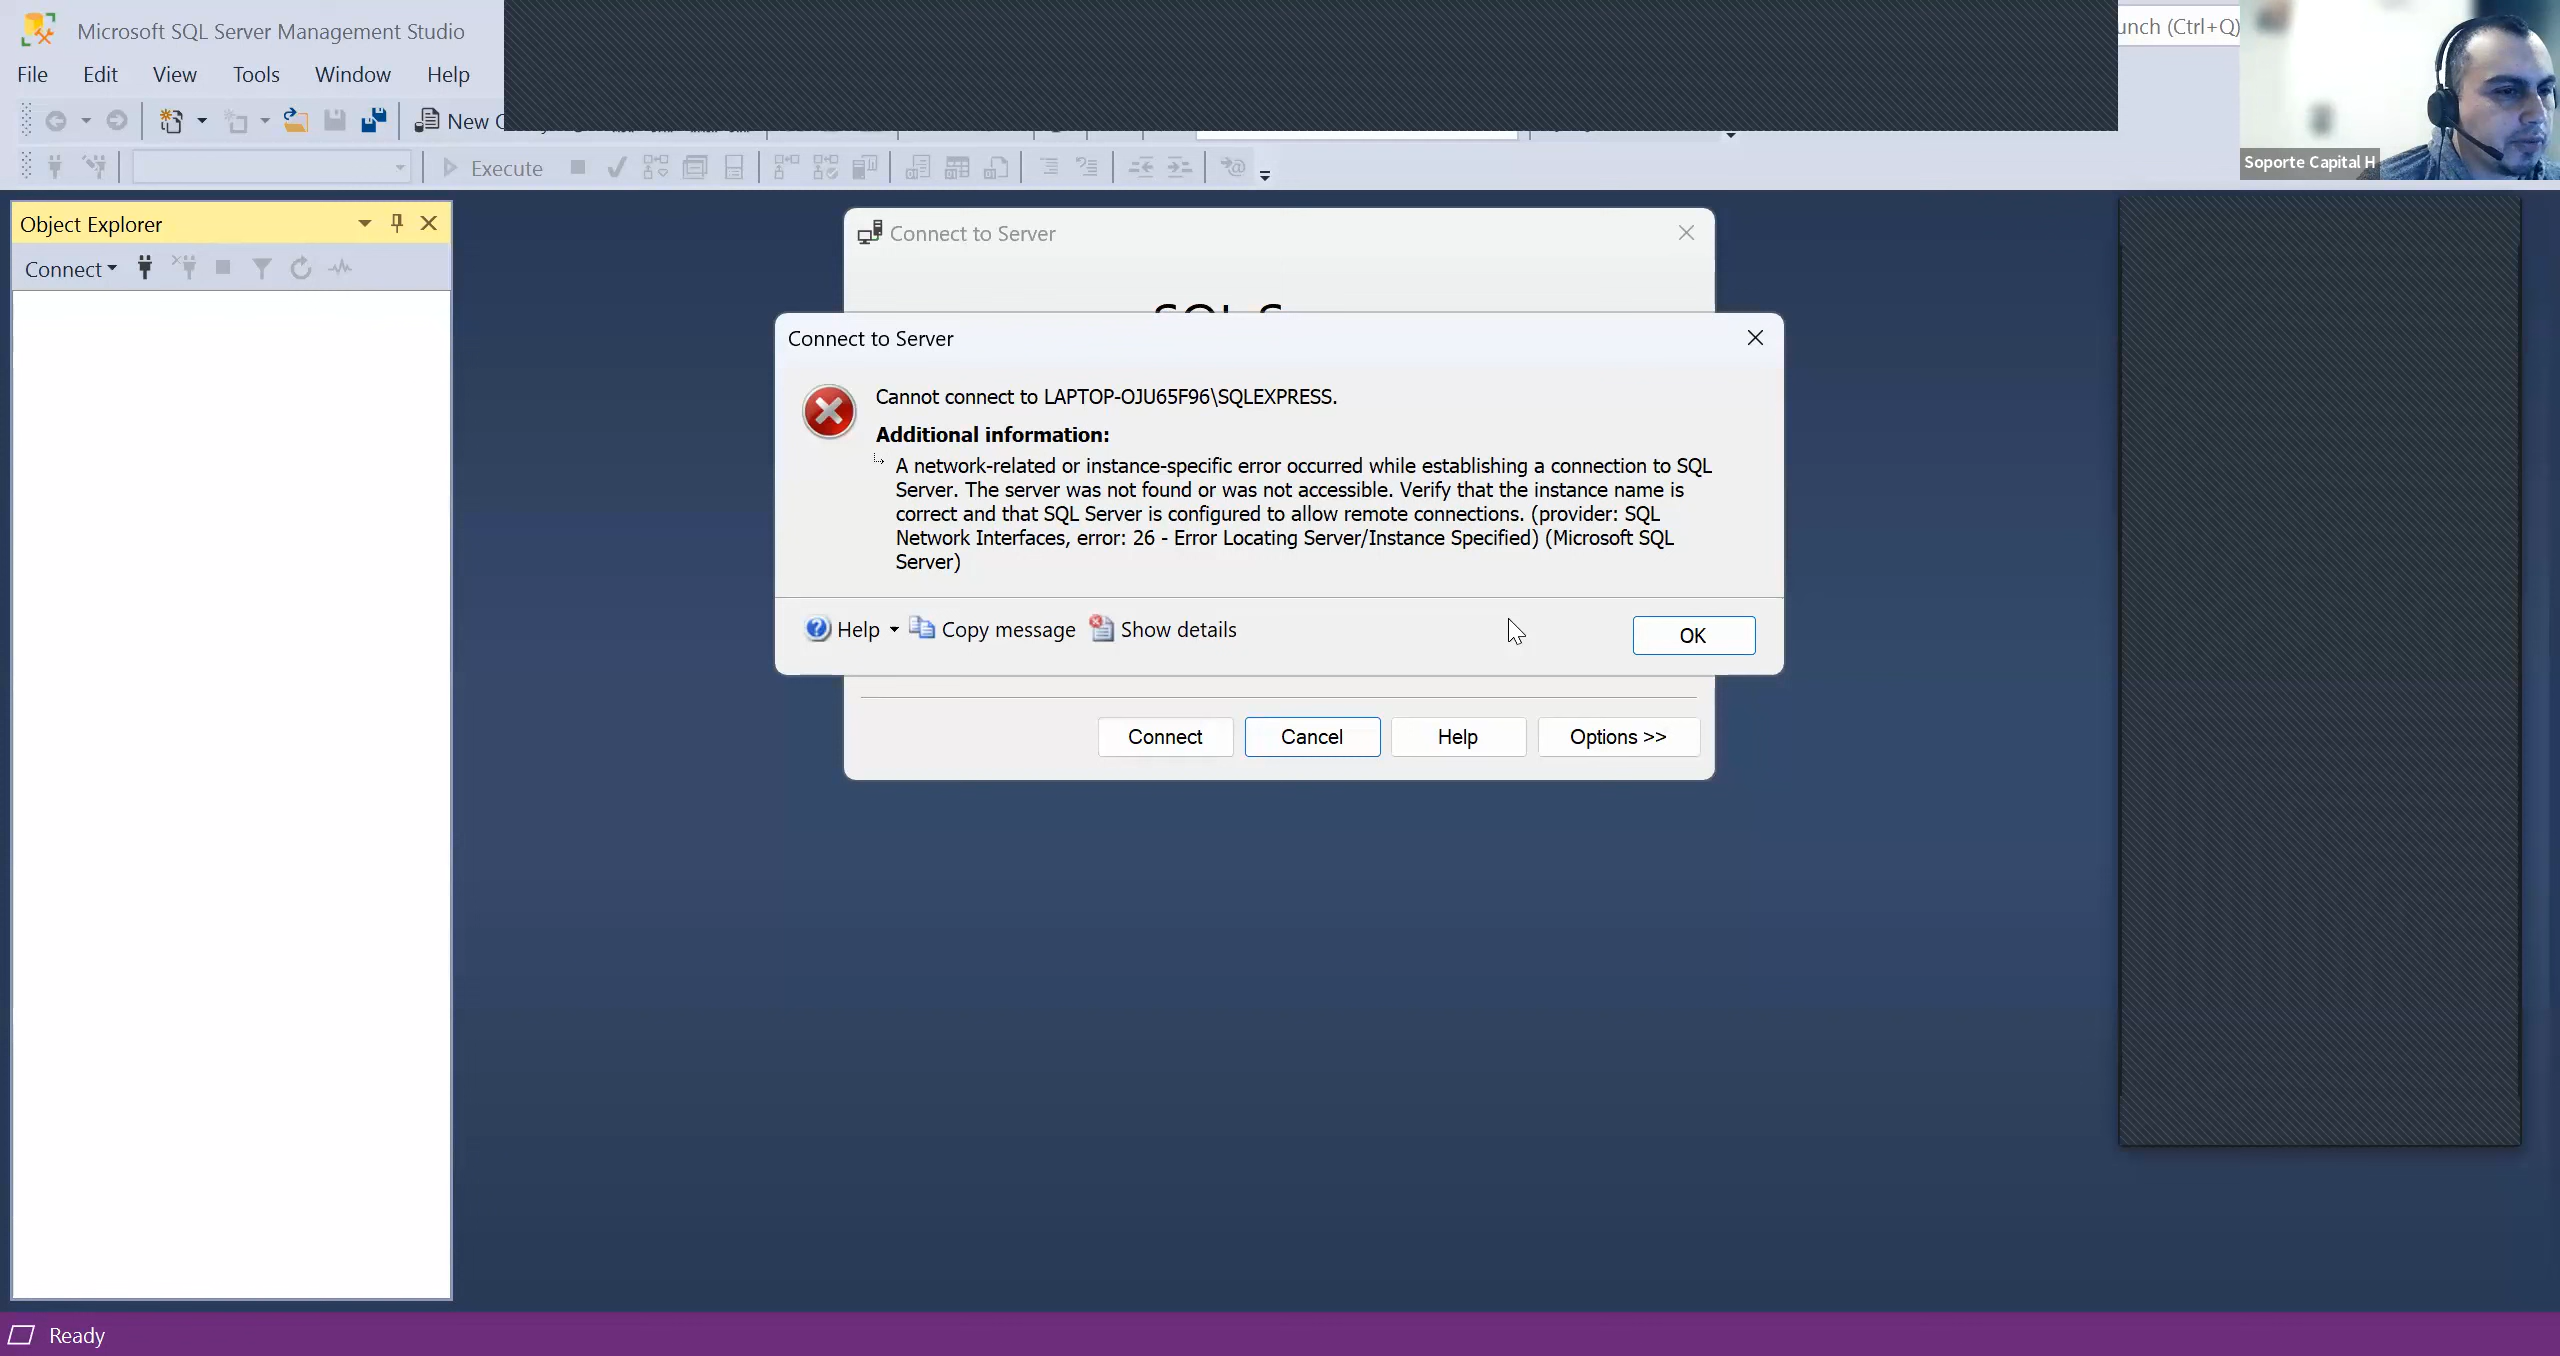 Microsoft SQL Server Management Studio
unch (Ctrl+Q)
File Edit View Tools Window Help
New
Execute
Soporte Capital H
Object Explorer
Connect
Connect to Server
Connect to Server
Cannot connect to LAPTOP-OJU65F96\SQLEXPRESS.
Additional information:
A network-related or instance-specific error occurred while establishing a connection to SQL
Server. The server was not found or was not accessible. Verify that the instance name is
correct and that SQL Server is configured to allow remote connections. (provider: SQL
Network Interfaces, error: 26 - Error Locating Server/Instance Specified) (Microsoft SQL
Server)
Help Copy message Show details OK
Connect Cancel Help Options >>
Ready